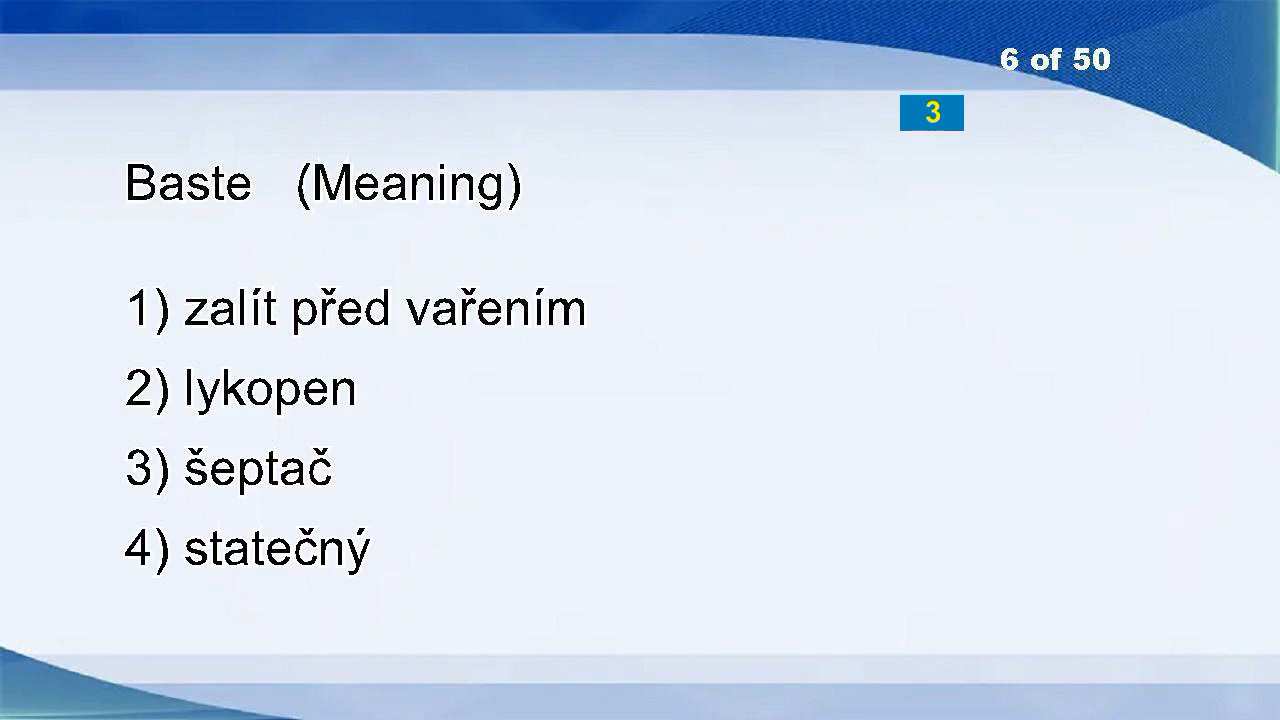 6 of 50
3
Baste (Meaning)
1) zalít před vařením
2) lykopen
3) šeptač
4) statečný